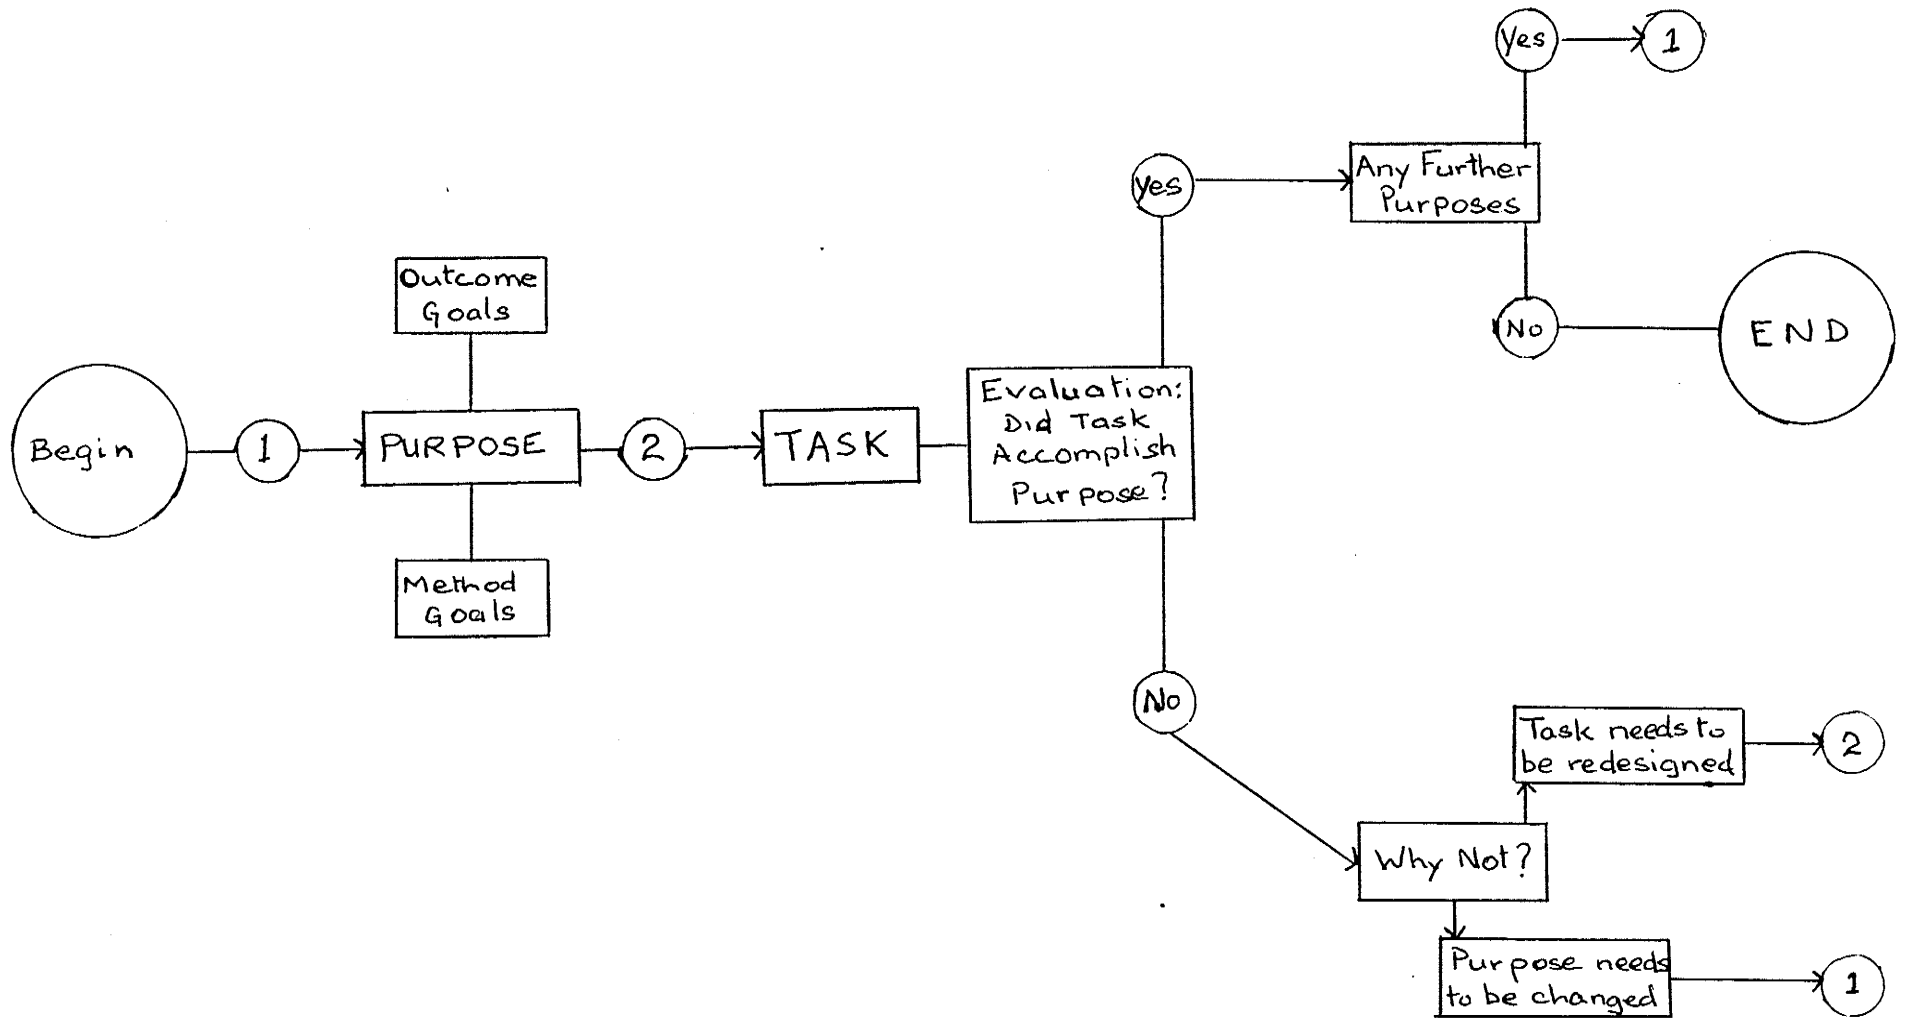 Yes
1
Yes
Any Further
Purposes
Outcome
Goals
No
END
Begin
1
PURPOSE
2
TASK
Evaluation:
Did Task
Accomplish
Purpose?
Method
Goals
No
Task needs to
be redesigned
2
Why Not?
Purpose needs
to be changed
1